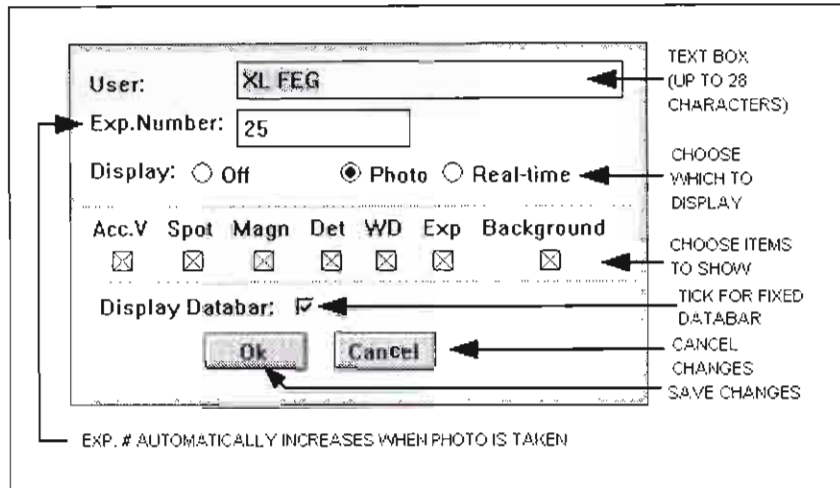 User: XL FEG
TEXT BOX
(UP TO 28
CHARACTERS)
Exp.Number: 25
Display: Off Photo Real-time
CHOOSE
WHICH TO
DISPLAY
Acc.V Spot Magn Det WD Exp Background
CHOOSE ITEMS
TO SHOW
Display Databar:
TICK FOR FIXED
DATABAR
Ok Cancel
CANCEL
CHANGES
SAVE CHANGES
EXP. # AUTOMATICALLY INCREASES WHEN PHOTO IS TAKEN